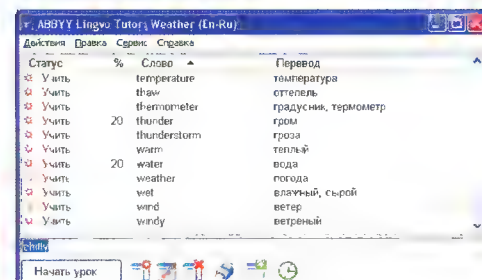 ABBYY Lingvo Tutor: Weather (En-Ru)
Действия Правка Сервис Справка
Статус % Слово Перевод
Учить temperature температура
Учить thaw оттепель
Учить thermometer градусник, термометр
Учить 20 thunder гром
Учить thunderstorm гроза
Учить warm теплый
Учить 20 water вода
Учить weather погода
Учить wet влажный, сырой
Учить wind ветер
Учить windy ветреный
chilly
Начать урок